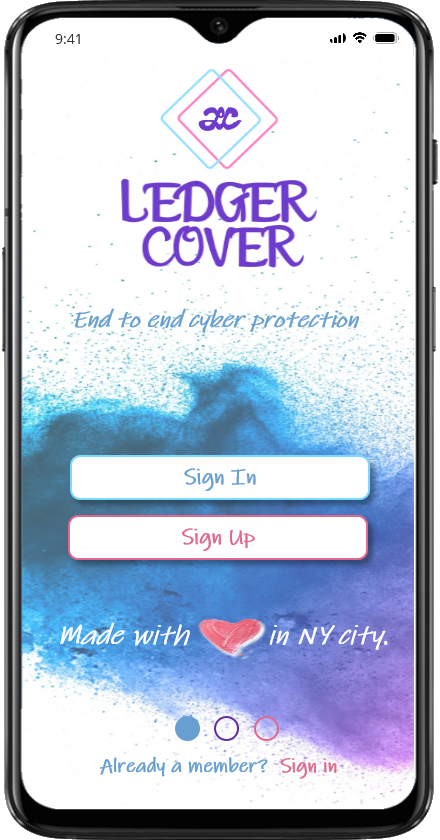 9:41
LEDGER
COVER
End to end cyber protection
Sign In
Sign Up
Made with in NY city.
Already a member? Sign in